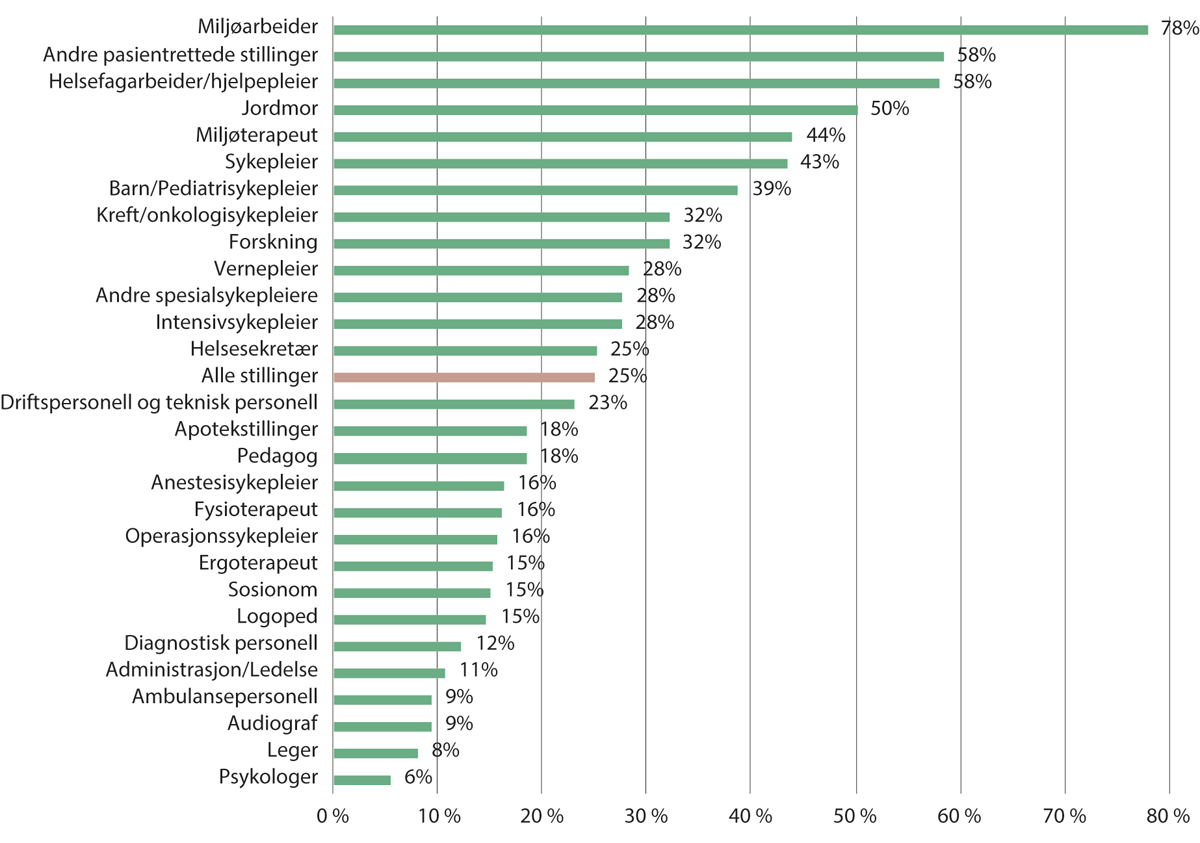 Miljøarbeider 78%
Andre pasientrettede stillinger 58%
Helsefagarbeider/hjelpepleier 58%
Jordmor 50%
Miljøterapeut 44%
Sykepleier 43%
Barn/Pediatrisykepleier 39%
Kreft/onkologisykepleier 32%
Forskning 32%
Vernepleier 28%
Andre spesialsykepleiere 28%
Intensivsykepleier 28%
Helsesekretær 25%
Alle stillinger 25%
Driftspersonell og teknisk personell 23%
Apotekstillinger 18%
Pedagog 18%
Anestesisykepleier 16%
Fysioterapeut 16%
Operasjonssykepleier 16%
Ergoterapeut 15%
Sosionom 15%
Logoped 15%
Diagnostisk personell 12%
Administrasjon/Ledelse 11%
Ambulansepersonell 9%
Audiograf 9%
Leger 8%
Psykologer 6%
0 % 10 % 20 % 30 % 40 % 50 % 60 % 70 % 80 %